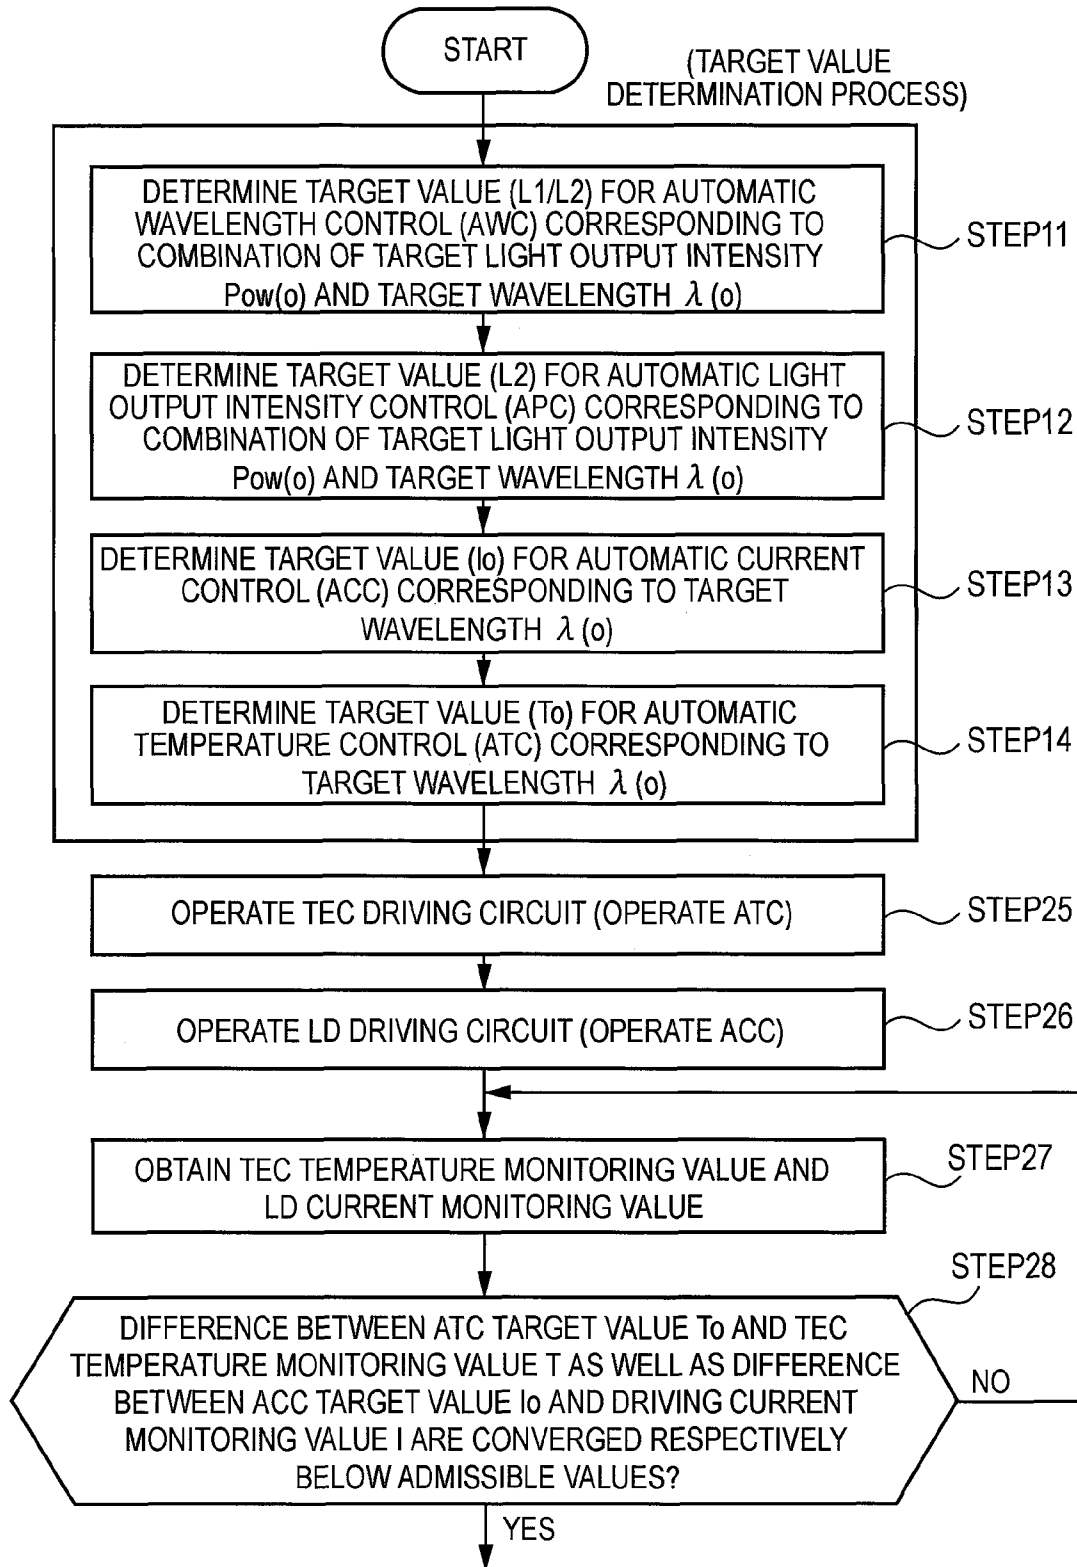 START
(TARGET VALUE
DETERMINATION PROCESS)
DETERMINE TARGET VALUE (L1/L2) FOR AUTOMATIC
WAVELENGTH CONTROL (AWC) CORRESPONDING TO
COMBINATION OF TARGET LIGHT OUTPUT INTENSITY
Pow(o) AND TARGET WAVELENGTH λ (o)
STEP11
DETERMINE TARGET VALUE (L2) FOR AUTOMATIC LIGHT
OUTPUT INTENSITY CONTROL (APC) CORRESPONDING TO
COMBINATION OF TARGET LIGHT OUTPUT INTENSITY
Pow(o) AND TARGET WAVELENGTH λ (o)
STEP12
DETERMINE TARGET VALUE (Io) FOR AUTOMATIC CURRENT
CONTROL (ACC) CORRESPONDING TO TARGET
WAVELENGTH λ (o)
STEP13
DETERMINE TARGET VALUE (To) FOR AUTOMATIC
TEMPERATURE CONTROL (ATC) CORRESPONDING TO
TARGET WAVELENGTH λ (o)
STEP14
OPERATE TEC DRIVING CIRCUIT (OPERATE ATC)
STEP25
OPERATE LD DRIVING CIRCUIT (OPERATE ACC)
STEP26
OBTAIN TEC TEMPERATURE MONITORING VALUE AND
LD CURRENT MONITORING VALUE
STEP27
STEP28
DIFFERENCE BETWEEN ATC TARGET VALUE To AND TEC
TEMPERATURE MONITORING VALUE T AS WELL AS DIFFERENCE
BETWEEN ACC TARGET VALUE Io AND DRIVING CURRENT
MONITORING VALUE I ARE CONVERGED RESPECTIVELY
BELOW ADMISSIBLE VALUES?
NO
YES